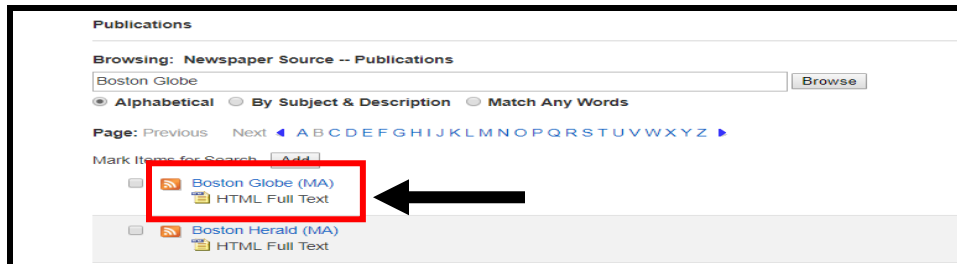 Publications
Browsing: Newspaper Source -- Publications
Boston Globe Browse
Alphabetical By Subject & Description Match Any Words
Page: Previous Next A B C D E F G H I J K L M N O P Q R S T U V W X Y Z
Mark Items for Search Add
Boston Globe (MA)
HTML Full Text
Boston Herald (MA)
HTML Full Text